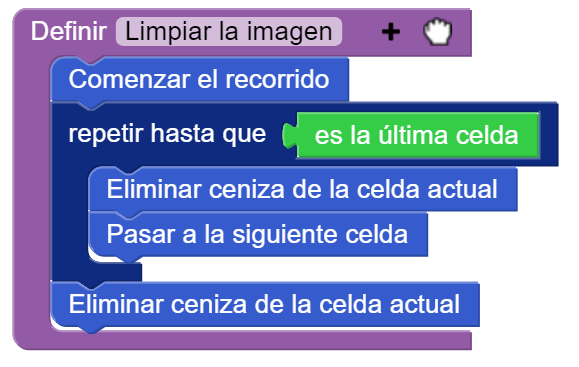 Definir Limpiar la imagen +
Comenzar el recorrido
repetir hasta que es la última celda
Eliminar ceniza de la celda actual
Pasar a la siguiente celda
Eliminar ceniza de la celda actual